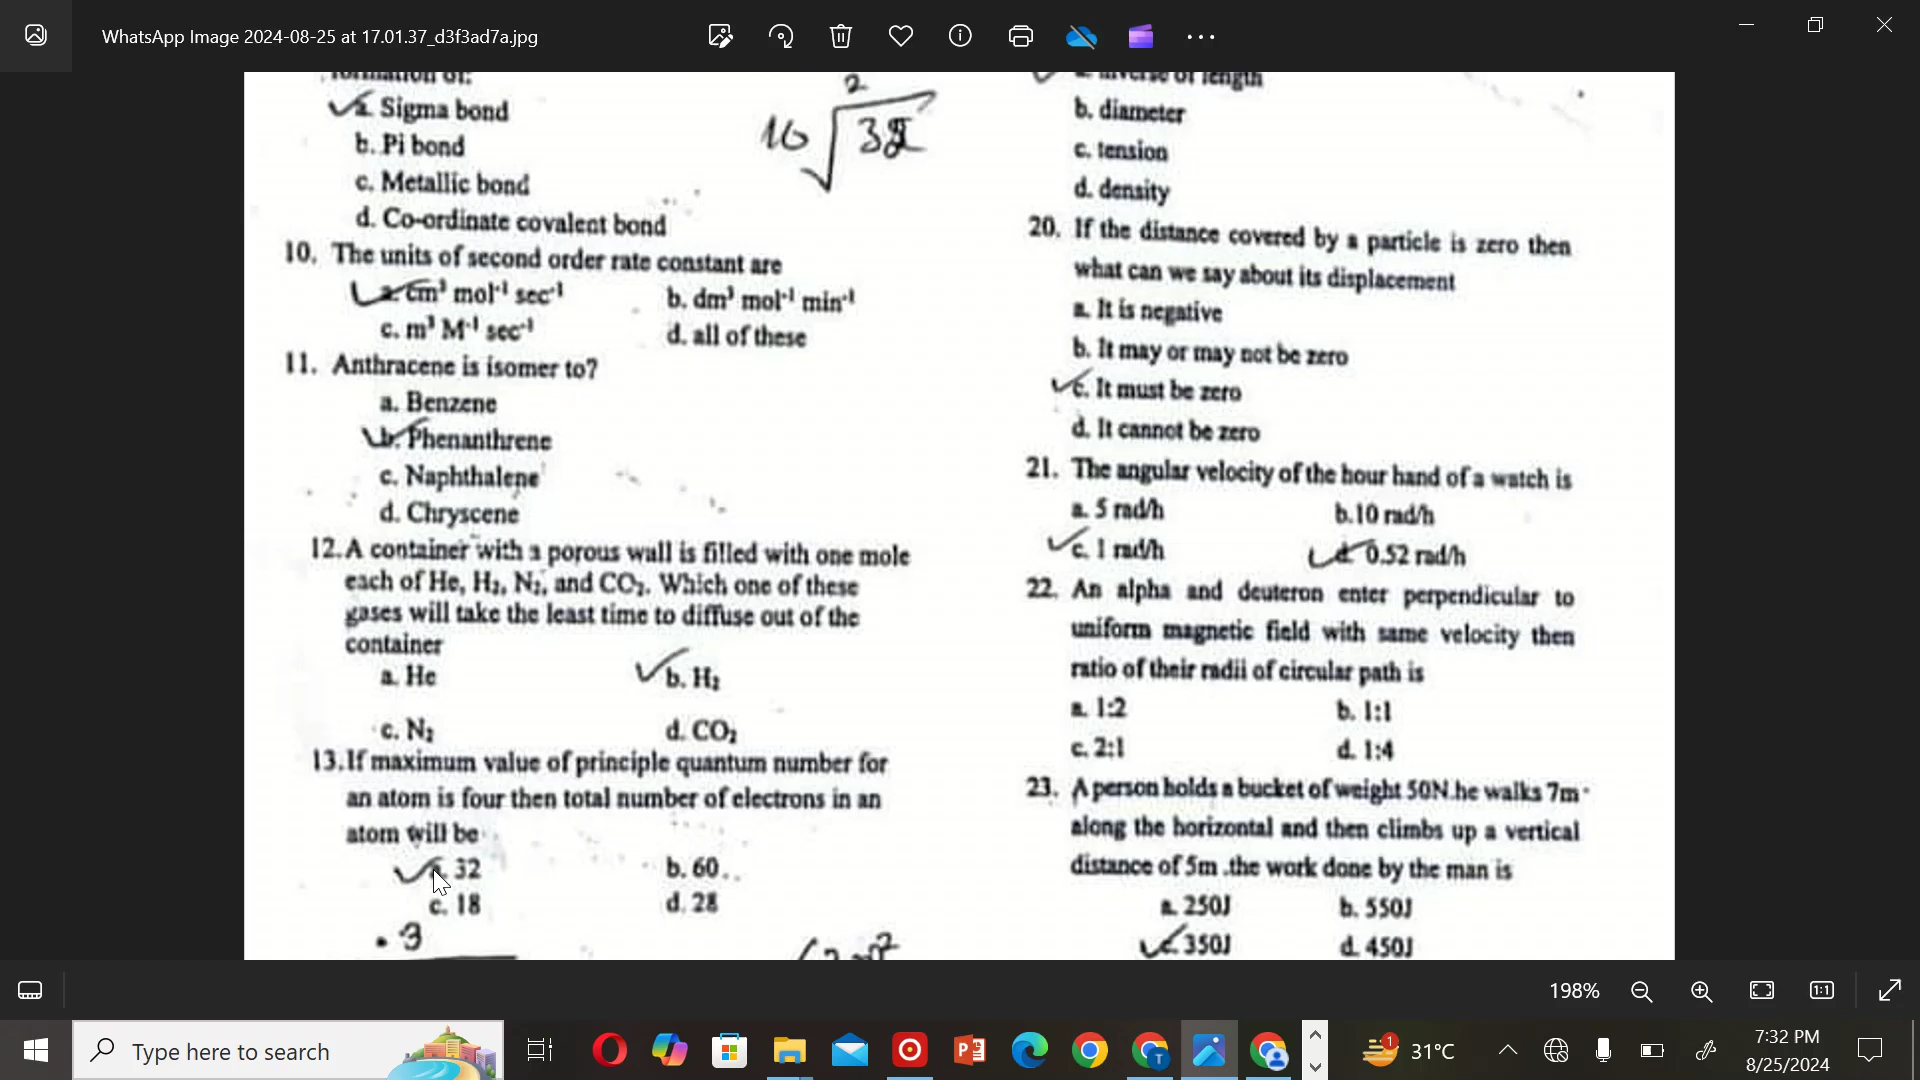 WhatsApp Image 2024-08-25 at 17.01.37_d3f3ad7a.jpg
formation of:
a. Sigma bond
b. Pi bond
c. Metallic bond
d. Co-ordinate covalent bond
2
16 32
10. The units of second order rate constant are
a. cm³ mol⁻¹ sec⁻¹ b. dm³ mol⁻¹ min⁻¹
c. m³ M⁻¹ sec⁻¹ d. all of these
11. Anthracene is isomer to?
a. Benzene
b. Phenanthrene
c. Naphthalene
d. Chryscene
12. A container with a porous wall is filled with one mole
each of He, H₂, N₂, and CO₂. Which one of these
gases will take the least time to diffuse out of the
container
a. He b. H₂
c. N₂ d. CO₂
13. If maximum value of principle quantum number for
an atom is four then total number of electrons in an
atom will be
a. 32 b. 60
c. 18 d. 28
3
a. inverse of length
b. diameter
c. tension
d. density
20. If the distance covered by a particle is zero then
what can we say about its displacement
a. It is negative
b. It may or may not be zero
c. It must be zero
d. It cannot be zero
21. The angular velocity of the hour hand of a watch is
a. 5 rad/h b.10 rad/h
c. 1 rad/h d. 0.52 rad/h
22. An alpha and deuteron enter perpendicular to
uniform magnetic field with same velocity then
ratio of their radii of circular path is
a. 1:2 b. 1:1
c. 2:1 d. 1:4
23. A person holds a bucket of weight 50N.he walks 7m
along the horizontal and then climbs up a vertical
distance of 5m .the work done by the man is
a. 250J b. 550J
c. 350J d. 450J
198%
1:1
Type here to search
1
31°C
7:32 PM
8/25/2024